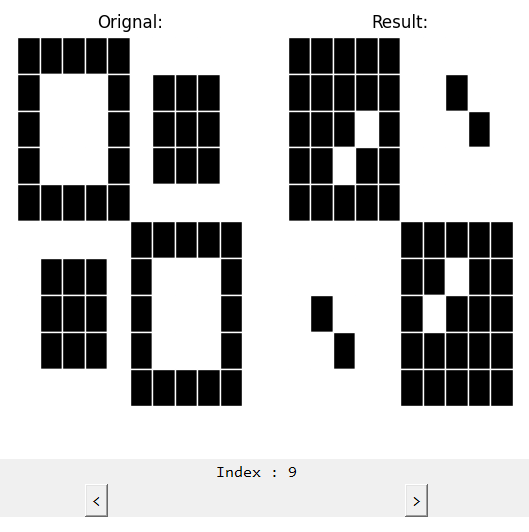 Orignal:
Result:
Index : 9
<
>